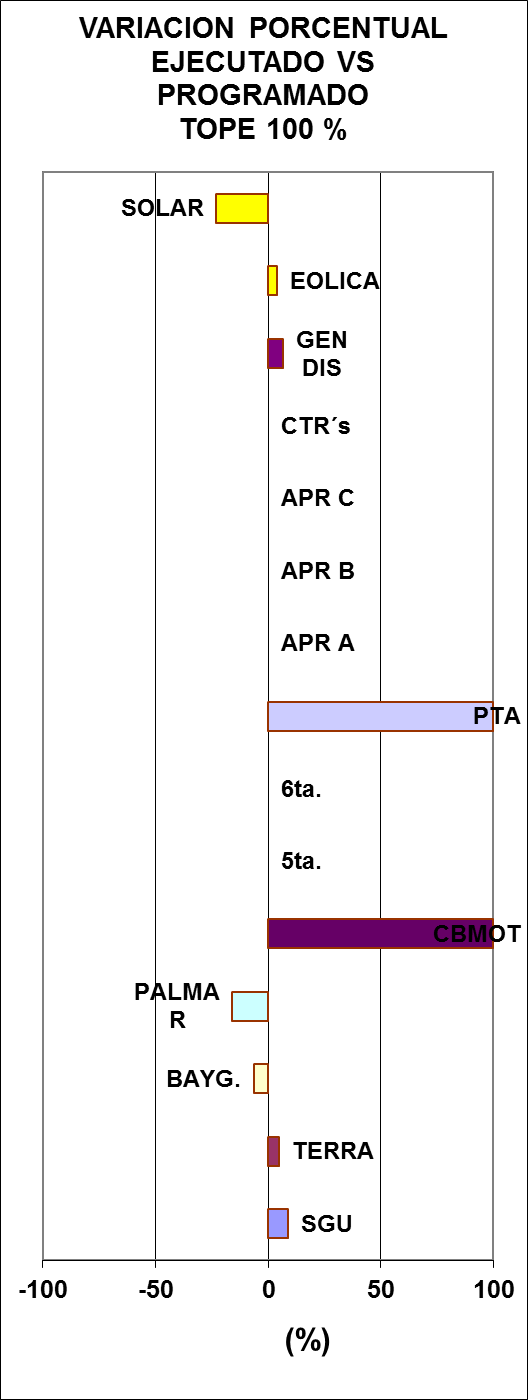 VARIACION PORCENTUAL
EJECUTADO VS
PROGRAMADO
TOPE 100 %
SOLAR
EOLICA
GEN
DIS
CTR´s
APR C
APR B
APR A
PTA
6ta.
5ta.
CBMOT
PALMA
R
BAYG.
TERRA
SGU
-100 -50 0 50 100
(%)